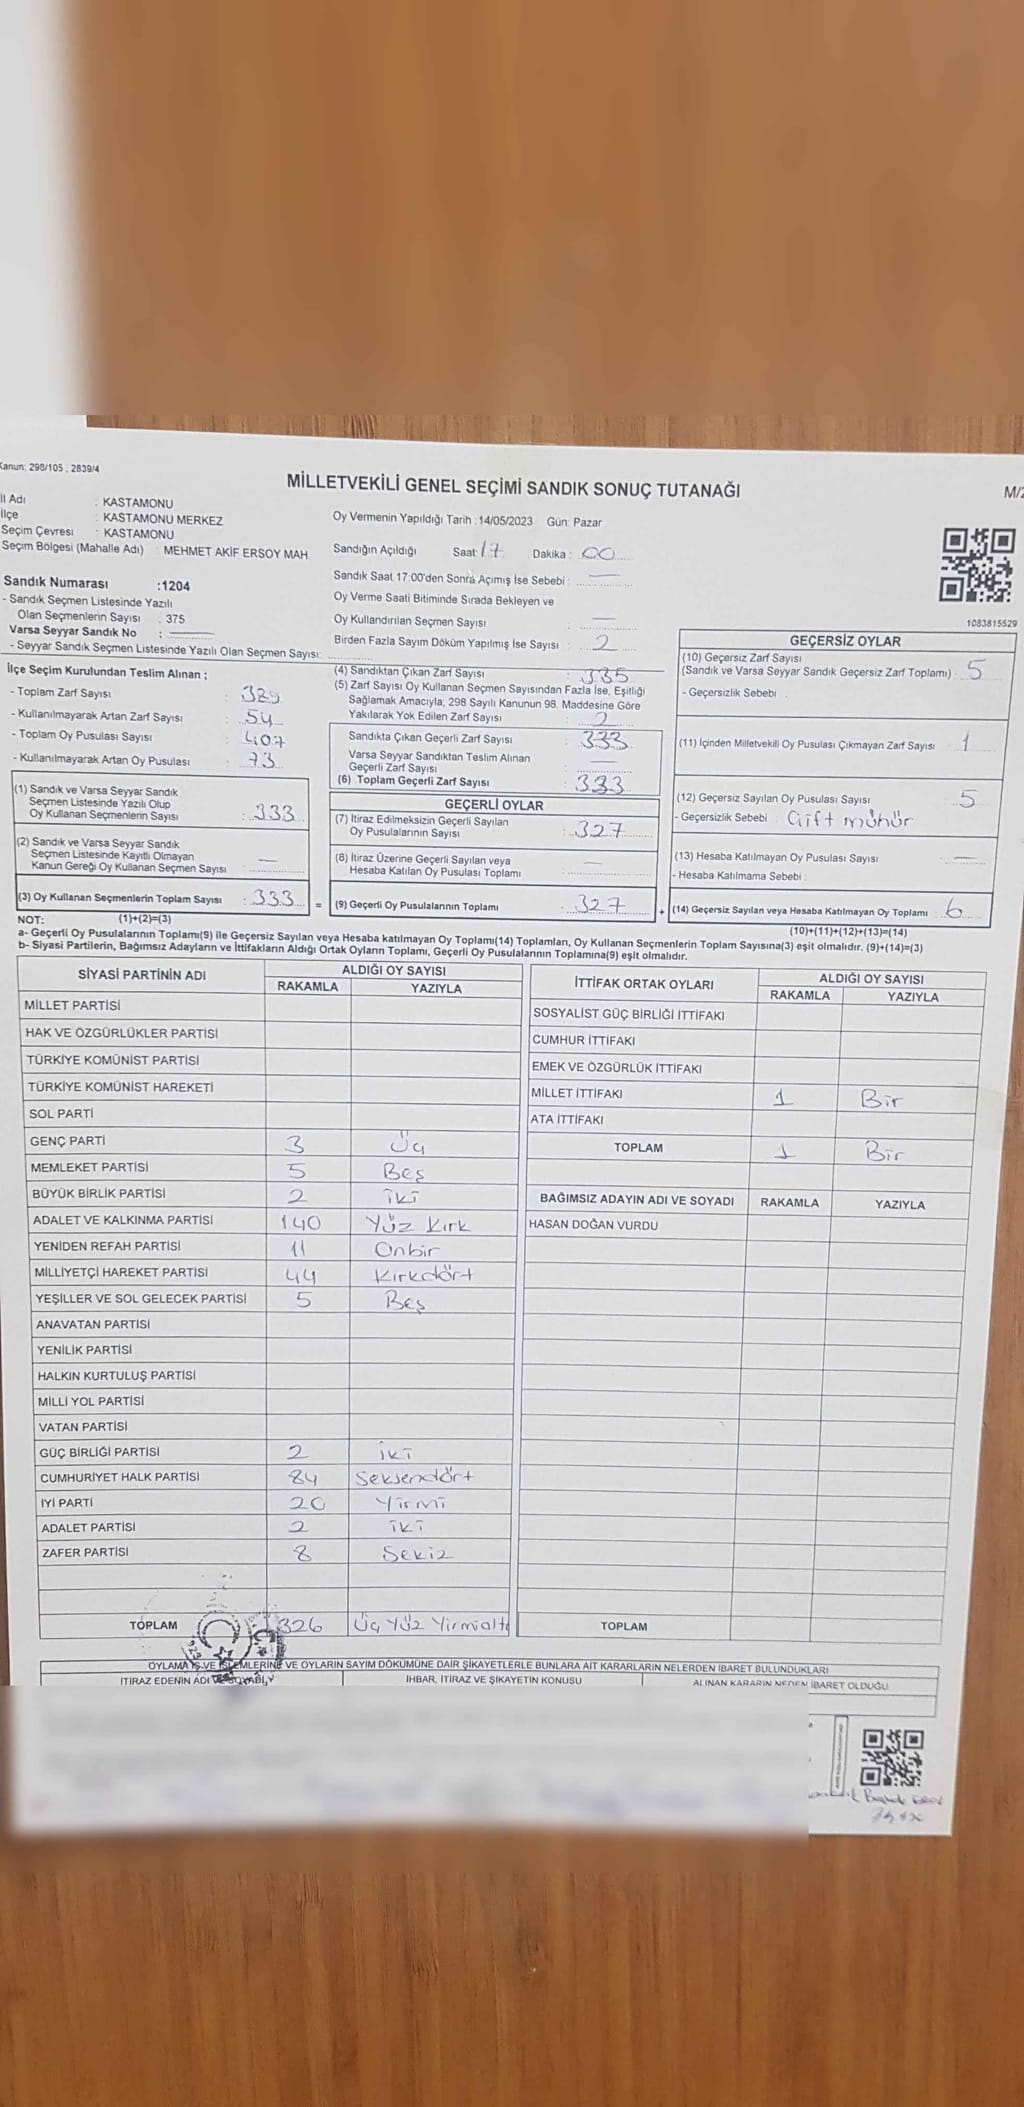 Kanun: 298/105 , 2839/4
MİLLETVEKİLİ GENEL SEÇİMİ SANDIK SONUÇ TUTANAĞI
M/2
İl Adı : KASTAMONU
İlçe : KASTAMONU MERKEZ
Seçim Çevresi : KASTAMONU
Seçim Bölgesi (Mahalle Adı) : MEHMET AKİF ERSOY MAH.
Sandık Numarası :1204
- Sandık Seçmen Listesinde Yazılı
Olan Seçmenlerin Sayısı : 375
Varsa Seyyar Sandık No :
- Seyyar Sandık Seçmen Listesinde Yazılı Olan Seçmen Sayısı:
Oy Vermenin Yapıldığı Tarih :14/05/2023 Gün: Pazar
Sandığın Açıldığı Saat: 17 Dakika : 00
Sandık Saat 17:00'den Sonra Açımış İse Sebebi : —
Oy Verme Saati Bitiminde Sırada Bekleyen ve
Oy Kullandırılan Seçmen Sayısı : —
Birden Fazla Sayım Döküm Yapılmış İse Sayısı : 2
1083815529
İlçe Seçim Kurulundan Teslim Alınan ;
- Toplam Zarf Sayısı : 389
- Kullanılmayarak Artan Zarf Sayısı : 54
- Toplam Oy Pusulası Sayısı : 407
- Kullanılmayarak Artan Oy Pusulası : 73
(1) Sandık ve Varsa Seyyar Sandık
Seçmen Listesinde Yazılı Olup
Oy Kullanan Seçmenlerin Sayısı : 333
(2) Sandık ve Varsa Seyyar Sandık
Seçmen Listesinde Kayıtlı Olmayan
Kanun Gereği Oy Kullanan Seçmen Sayısı : —
(3) Oy Kullanan Seçmenlerin Toplam Sayısı : 333 =
(1)+(2)=(3)
(4) Sandıktan Çıkan Zarf Sayısı : 335
(5) Zarf Sayısı Oy Kullanan Seçmen Sayısından Fazla İse, Eşitliği
Sağlamak Amacıyla, 298 Sayılı Kanunun 98. Maddesine Göre
Yakılarak Yok Edilen Zarf Sayısı : 2
Sandıkta Çıkan Geçerli Zarf Sayısı : 333
Varsa Seyyar Sandıktan Teslim Alınan
Geçerli Zarf Sayısı : —
(6) Toplam Geçerli Zarf Sayısı : 333
GEÇERLİ OYLAR
(7) İtiraz Edilmeksizin Geçerli Sayılan
Oy Pusulalarının Sayısı : 327
(8) İtiraz Üzerine Geçerli Sayılan veya
Hesaba Katılan Oy Pusulası Toplamı : —
(9) Geçerli Oy Pusulalarının Toplamı : 327 +
GEÇERSİZ OYLAR
(10) Geçersiz Zarf Sayısı
(Sandık ve Varsa Seyyar Sandık Geçersiz Zarf Toplamı) : 5
- Geçersizlik Sebebi :
(11) İçinden Milletvekili Oy Pusulası Çıkmayan Zarf Sayısı : 1
(12) Geçersiz Sayılan Oy Pusulası Sayısı : 5
- Geçersizlik Sebebi : Çift mühür
(13) Hesaba Katılmayan Oy Pusulası Sayısı : —
- Hesaba Katılmama Sebebi :
(14) Geçersiz Sayılan veya Hesaba Katılmayan Oy Toplamı : 6
(10)+(11)+(12)+(13)=(14)
NOT:
a- Geçerli Oy Pusulalarının Toplamı(9) ile Geçersiz Sayılan veya Hesaba katılmayan Oy Toplamı(14) Toplamları, Oy Kullanan Seçmenlerin Toplam Sayısına(3) eşit olmalıdır. (9)+(14)=(3)
b- Siyasi Partilerin, Bağımsız Adayların ve İttifakların Aldığı Ortak Oyların Toplamı, Geçerli Oy Pusulalarının Toplamına(9) eşit olmalıdır.
SİYASİ PARTİNİN ADI
ALDIĞI OY SAYISI
RAKAMLA YAZIYLA
MİLLET PARTİSİ
HAK VE ÖZGÜRLÜKLER PARTİSİ
TÜRKİYE KOMÜNİST PARTİSİ
TÜRKİYE KOMÜNİST HAREKETİ
SOL PARTİ
GENÇ PARTİ 3 Üç
MEMLEKET PARTİSİ 5 Beş
BÜYÜK BİRLİK PARTİSİ 2 iki
ADALET VE KALKINMA PARTİSİ 140 Yüz Kırk
YENİDEN REFAH PARTİSİ 11 Onbir
MİLLİYETÇİ HAREKET PARTİSİ 44 Kırkdört
YEŞİLLER VE SOL GELECEK PARTİSİ 5 Beş
ANAVATAN PARTİSİ
YENİLİK PARTİSİ
HALKIN KURTULUŞ PARTİSİ
MİLLİ YOL PARTİSİ
VATAN PARTİSİ
GÜÇ BİRLİĞİ PARTİSİ 2 iki
CUMHURİYET HALK PARTİSİ 84 Seksendört
İYİ PARTİ 20 Yirmi
ADALET PARTİSİ 2 iki
ZAFER PARTİSİ 8 Sekiz
TOPLAM 326 Üç Yüz Yirmialtı
İTTİFAK ORTAK OYLARI
ALDIĞI OY SAYISI
RAKAMLA YAZIYLA
SOSYALİST GÜÇ BİRLİĞİ İTTİFAKI
CUMHUR İTTİFAKI
EMEK VE ÖZGÜRLÜK İTTİFAKI
MİLLET İTTİFAKI 1 Bir
ATA İTTİFAKI
TOPLAM 1 Bir
BAĞIMSIZ ADAYIN ADI VE SOYADI RAKAMLA YAZIYLA
HASAN DOĞAN VURDU
TOPLAM
OYLAMA İŞ VE İŞLEMLERİNE VE OYLARIN SAYIM DÖKÜMÜNE DAİR ŞİKAYETLERLE BUNLARA AİT KARARLARIN NELERDEN İBARET BULUNDUKLARI
İTİRAZ EDENİN ADI VE SOYADI
İHBAR, İTİRAZ VE ŞİKAYETİN KONUSU
ALINAN KARARIN NEDEN İBARET OLDUĞU